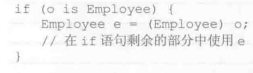 if (o is Employee) {
   Employee e = (Employee) o;
   // 在 if 语句剩余的部分中使用 e
}